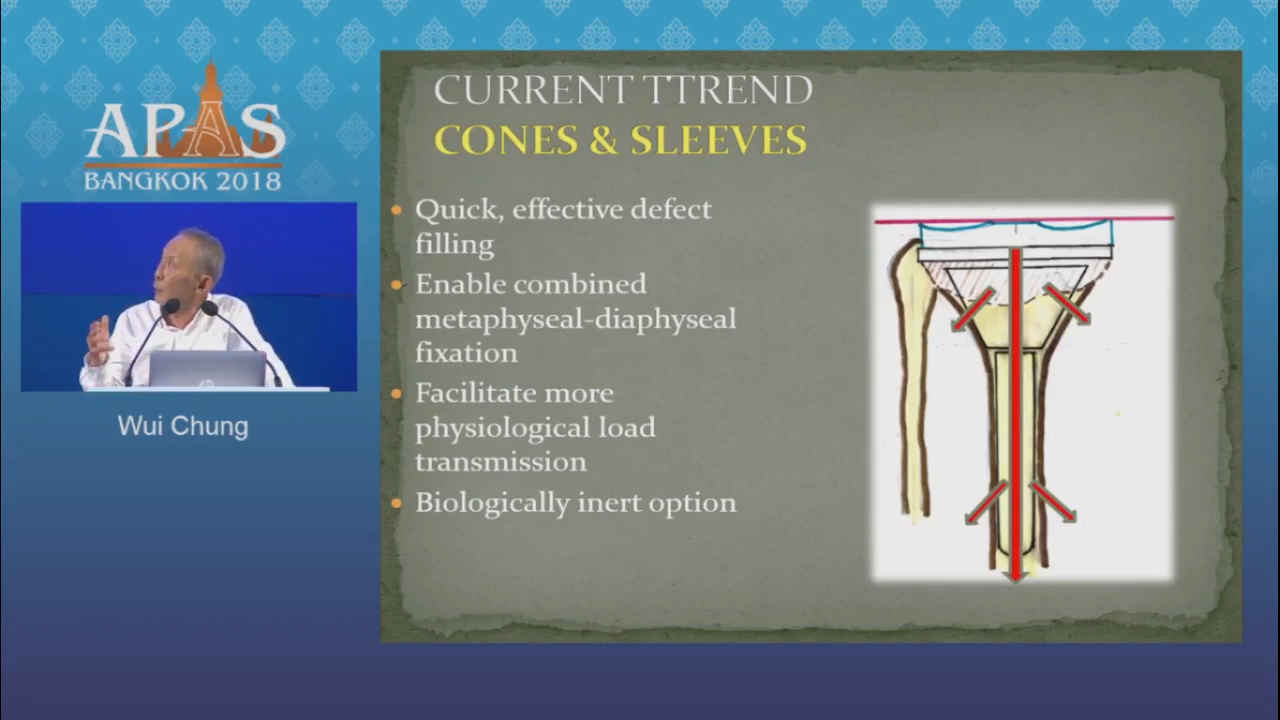 APAS
BANGKOK 2018
Wui Chung
CURRENT TTREND
CONES & SLEEVES
Quick, effective defect
filling
Enable combined
metaphyseal-diaphyseal
fixation
Facilitate more
physiological load
transmission
Biologically inert option